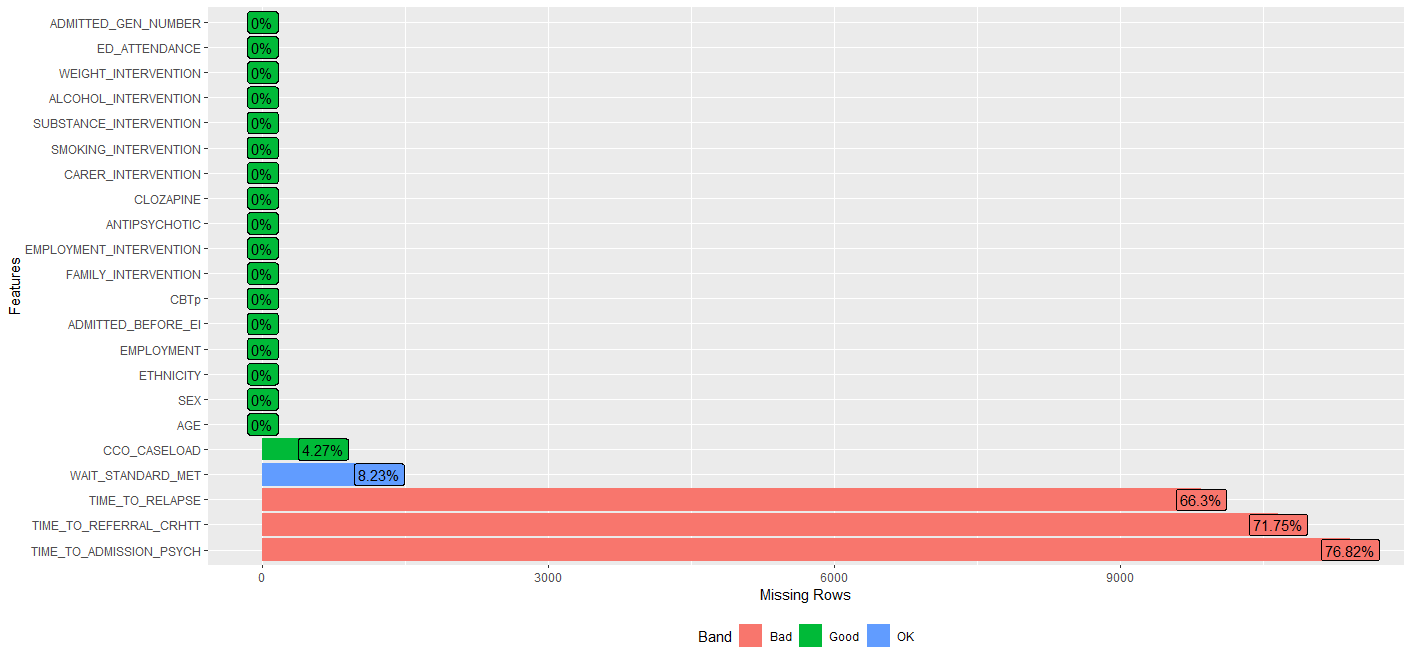 Features
ADMITTED_GEN_NUMBER 0%
ED_ATTENDANCE 0%
WEIGHT_INTERVENTION 0%
ALCOHOL_INTERVENTION 0%
SUBSTANCE_INTERVENTION 0%
SMOKING_INTERVENTION 0%
CARER_INTERVENTION 0%
CLOZAPINE 0%
ANTIPSYCHOTIC 0%
EMPLOYMENT_INTERVENTION 0%
FAMILY_INTERVENTION 0%
CBTp 0%
ADMITTED_BEFORE_EI 0%
EMPLOYMENT 0%
ETHNICITY 0%
SEX 0%
AGE 0%
CCO_CASELOAD 4.27%
WAIT_STANDARD_MET 8.23%
TIME_TO_RELAPSE 66.3%
TIME_TO_REFERRAL_CRHTT 71.75%
TIME_TO_ADMISSION_PSYCH 76.82%
0 3000 6000 9000
Missing Rows
Band Bad Good OK